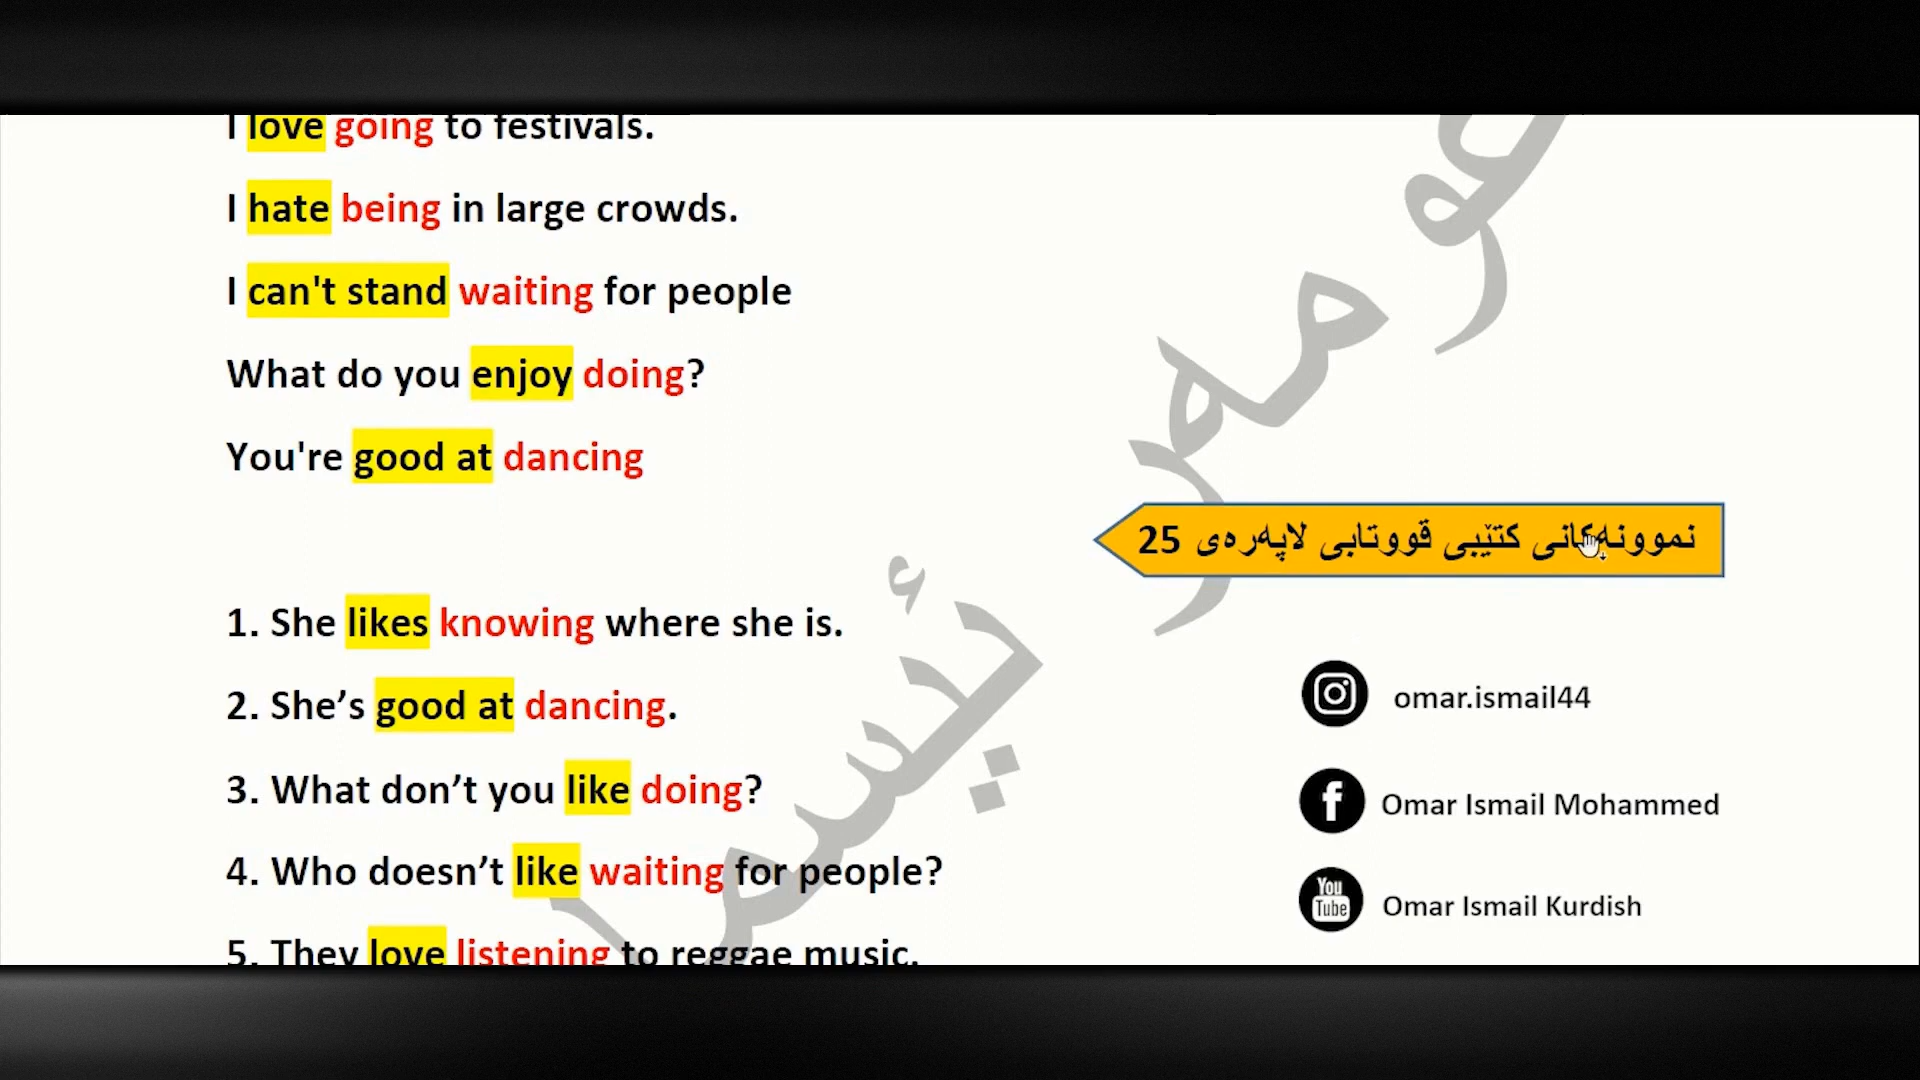 I love going to festivals.
I hate being in large crowds.
I can't stand waiting for people
What do you enjoy doing?
You're good at dancing
نموونەکانی کتێبی قووتابی لاپەرەی 25
1. She likes knowing where she is.
2. She’s good at dancing.
3. What don’t you like doing?
4. Who doesn’t like waiting for people?
5. They love listening to reggae music.
omar.ismail44
Omar Ismail Mohammed
You Tube
Omar Ismail Kurdish
عومەر